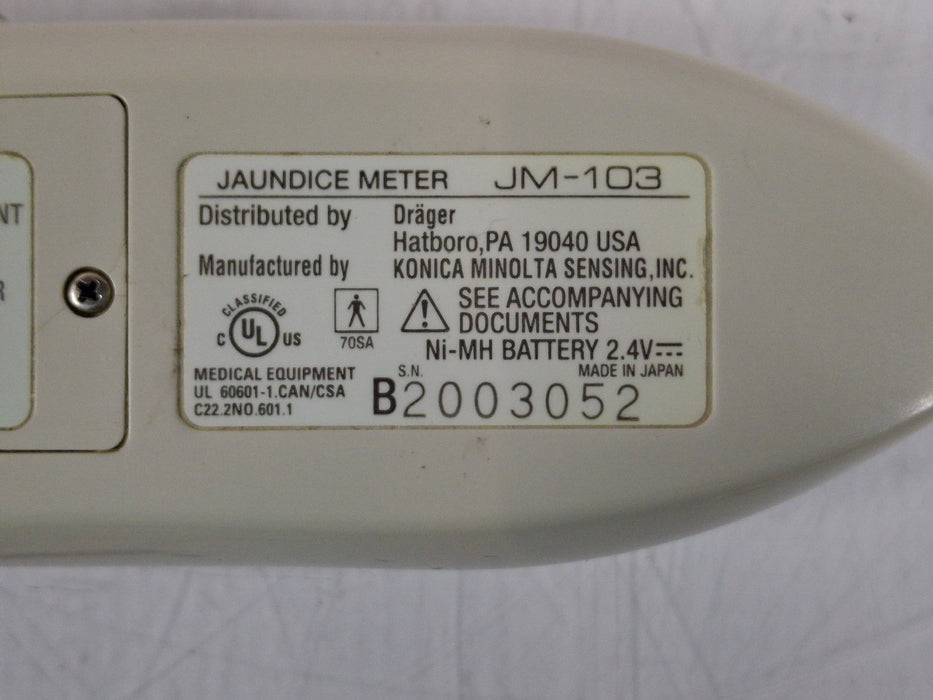 JAUNDICE METER JM-103
Distributed by Dräger
Hatboro,PA 19040 USA
Manufactured by KONICA MINOLTA SENSING,INC.
CLASSIFIED
C UL US
70SA
SEE ACCOMPANYING
DOCUMENTS
Ni-MH BATTERY 2.4V
MEDICAL EQUIPMENT
UL 60601-1.CAN/CSA
C22.2NO.601.1
MADE IN JAPAN
S.N.
B2003052